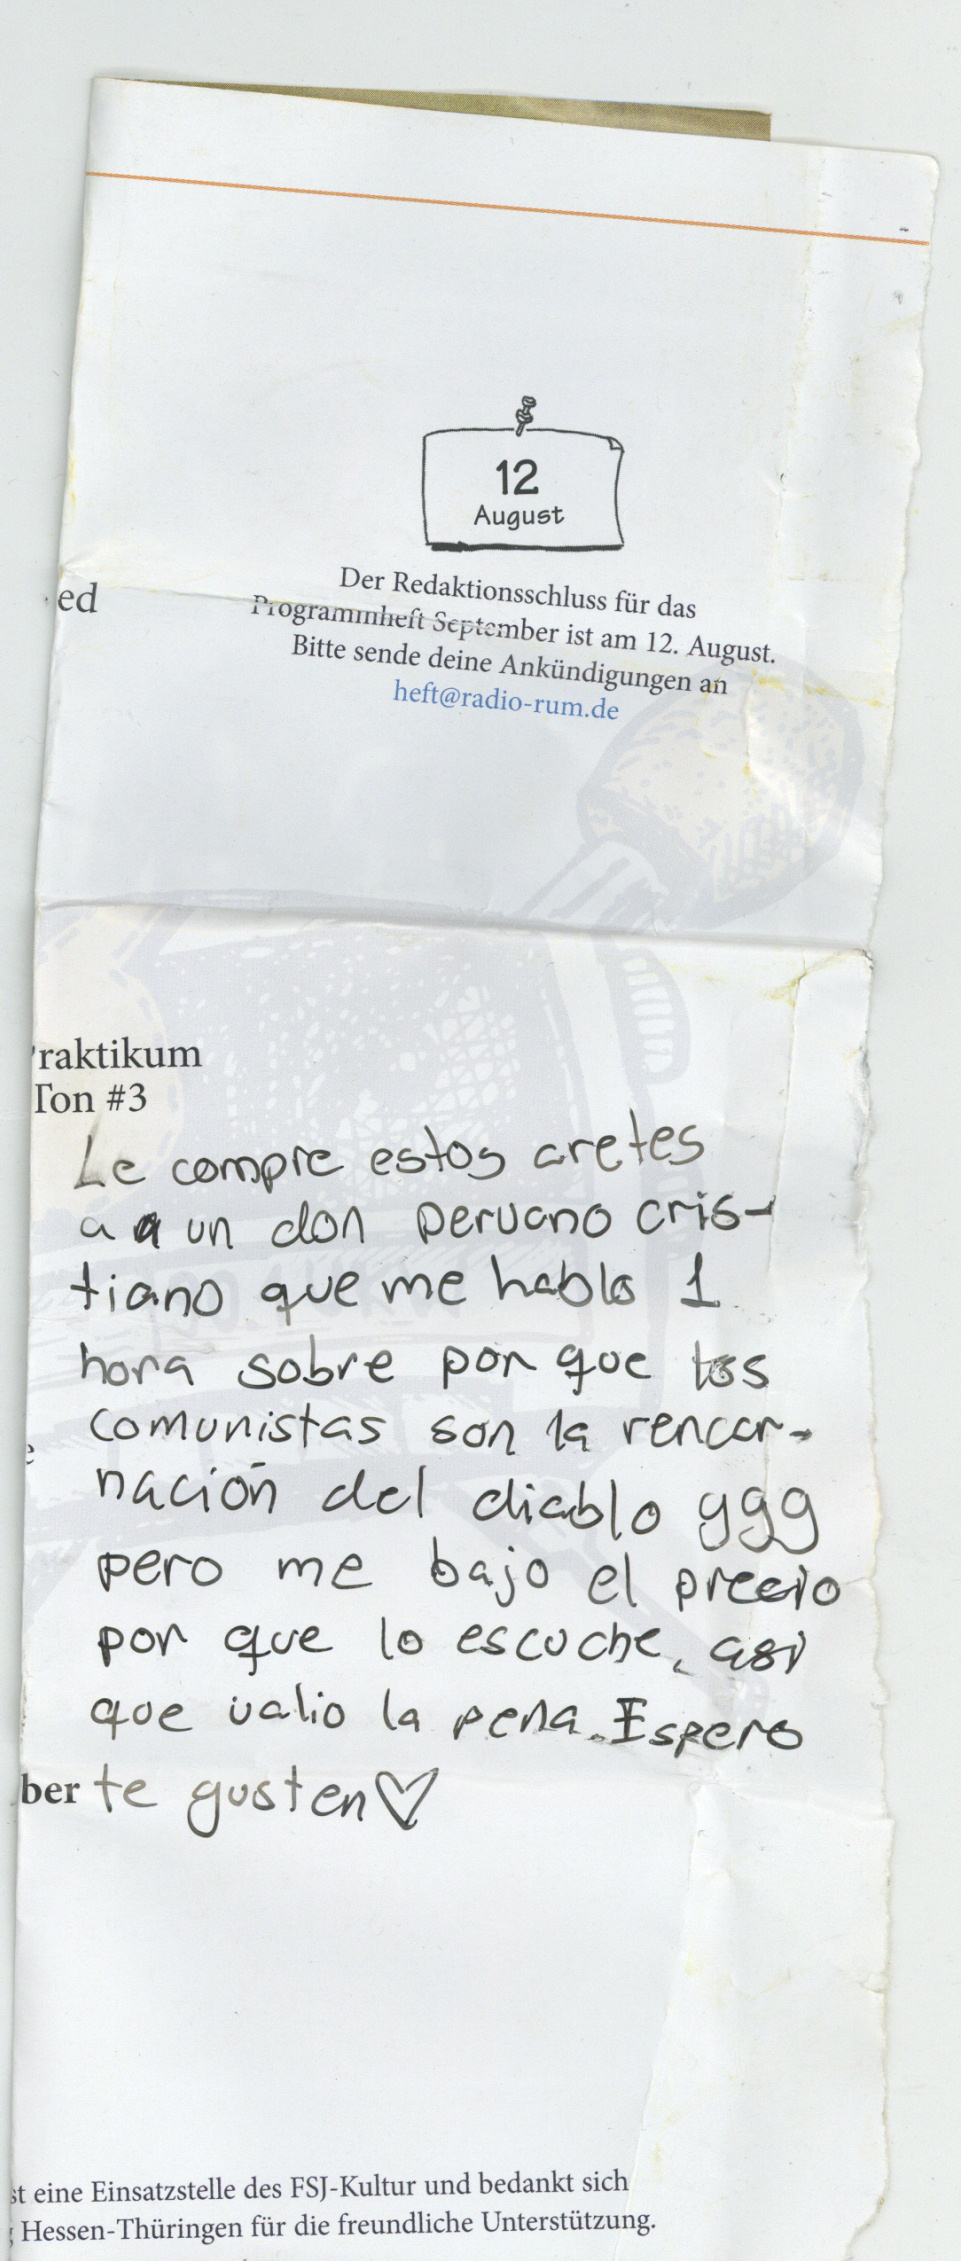 12
August
Der Redaktionsschluss für das
Programmheft September ist am 12. August.
Bitte sende deine Ankündigungen an
heft@radio-rum.de
ed
raktikum
Ton #3
Le compre estos aretes
a un don peruano cris-
tiano que me hablo 1
hora sobre por que los
comunistas son la rencar-
nación del diablo ggg
pero me bajo el precio
por que lo escuche, asi
que valio la pena. Espero
te gusten♡
e
ber
st eine Einsatzstelle des FSJ-Kultur und bedankt sich
g Hessen-Thüringen für die freundliche Unterstützung.